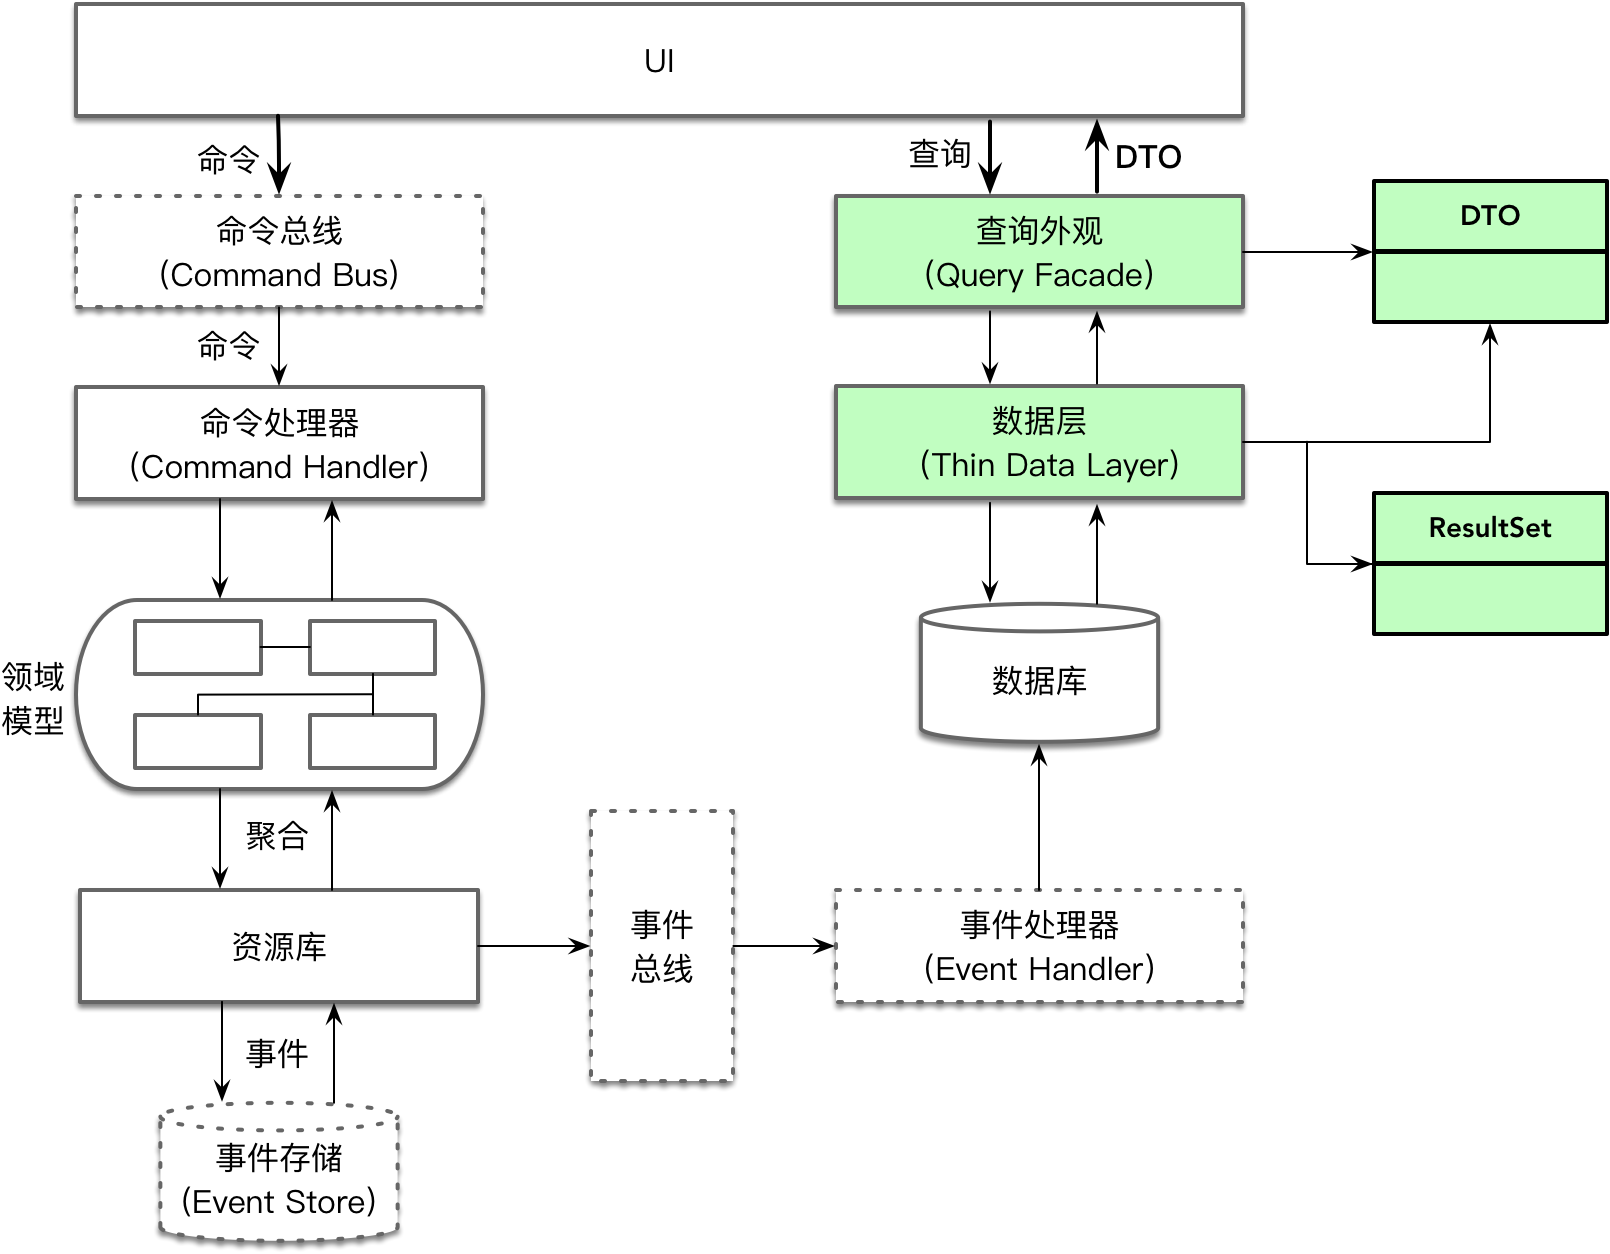 UI
命令
查询
DTO
命令总线
(Command Bus)
查询外观
(Query Facade)
DTO
命令
命令处理器
(Command Handler)
数据层
(Thin Data Layer)
ResultSet
领域
模型
数据库
聚合
资源库
事件
总线
事件处理器
(Event Handler)
事件
事件存储
(Event Store)